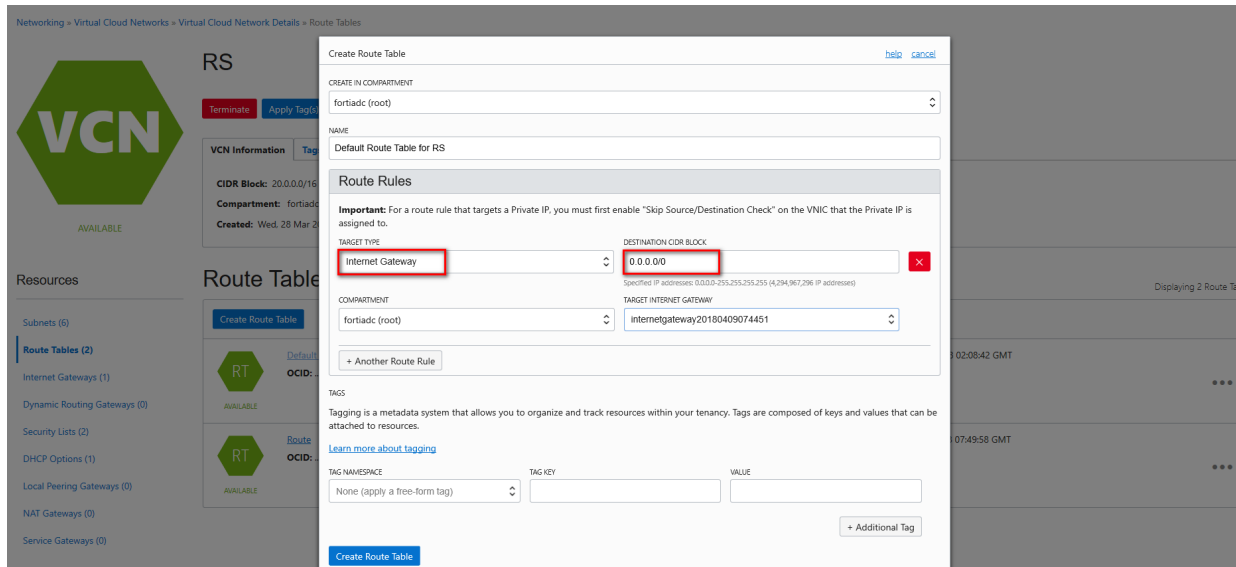 Networking » Virtual Cloud Networks » Virtual Cloud Network Details » Route Tables
VCN
AVAILABLE
RS
Terminate
Apply Tag(s)
VCN Information
CIDR Block: 20.0.0.0/16
Compartment:
Created: Wed, 28 Mar
Resources
Subnets (6)
Route Tables (2)
Internet Gateways (1)
Dynamic Routing Gateways (0)
Security Lists (2)
DHCP Options (1)
Local Peering Gateways (0)
NAT Gateways (0)
Service Gateways (0)
Route Table
Displaying 2 Route
Create Route Table
RT
AVAILABLE
Default
OCID: ..
02:08:42 GMT
RT
AVAILABLE
Route
OCID: ..
07:49:58 GMT
Create Route Table
help cancel
CREATE IN COMPARTMENT
fortiadc (root)
NAME
Default Route Table for RS
Route Rules
Important: For a route rule that targets a Private IP, you must first enable "Skip Source/Destination Check" on the VNIC that the Private IP is
assigned to.
TARGET TYPE
Internet Gateway
DESTINATION CIDR BLOCK
0.0.0.0/0
Specified IP addresses: 0.0.0.0-255.255.255.255 (4,294,967,296 IP addresses)
COMPARTMENT
fortiadc (root)
TARGET INTERNET GATEWAY
internetgateway20180409074451
+ Another Route Rule
TAGS
Tagging is a metadata system that allows you to organize and track resources within your tenancy. Tags are composed of keys and values that can be
attached to resources.
Learn more about tagging
TAG NAMESPACE
None (apply a free-form tag)
TAG KEY
VALUE
+ Additional Tag
Create Route Table